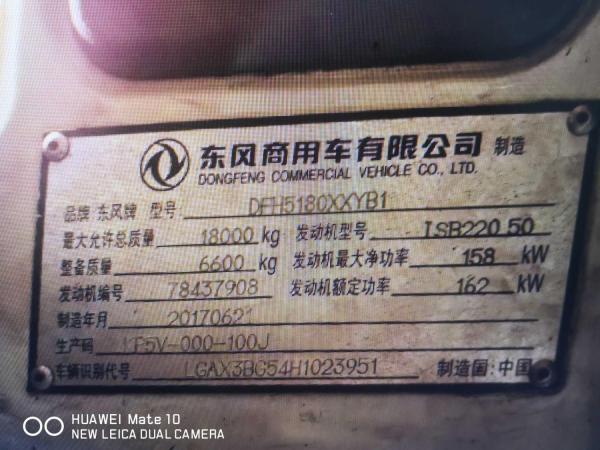 东风商用车有限公司 制造
DONGFENG COMMERCIAL VEHICLE CO., LTD.
品牌 东风牌 型号 DFH5180XXYB1
最大允许总质量 18000 kg 发动机型号 ISB220 50
整备质量 6600 kg 发动机最大净功率 158 kW
发动机编号 78437908 发动机额定功率 162 kW
制造年月 20170621
生产码 5V-000-100J
车辆识别代号 LGAX3BG54H1023951 制造国:中国
HUAWEI Mate 10
NEW LEICA DUAL CAMERA